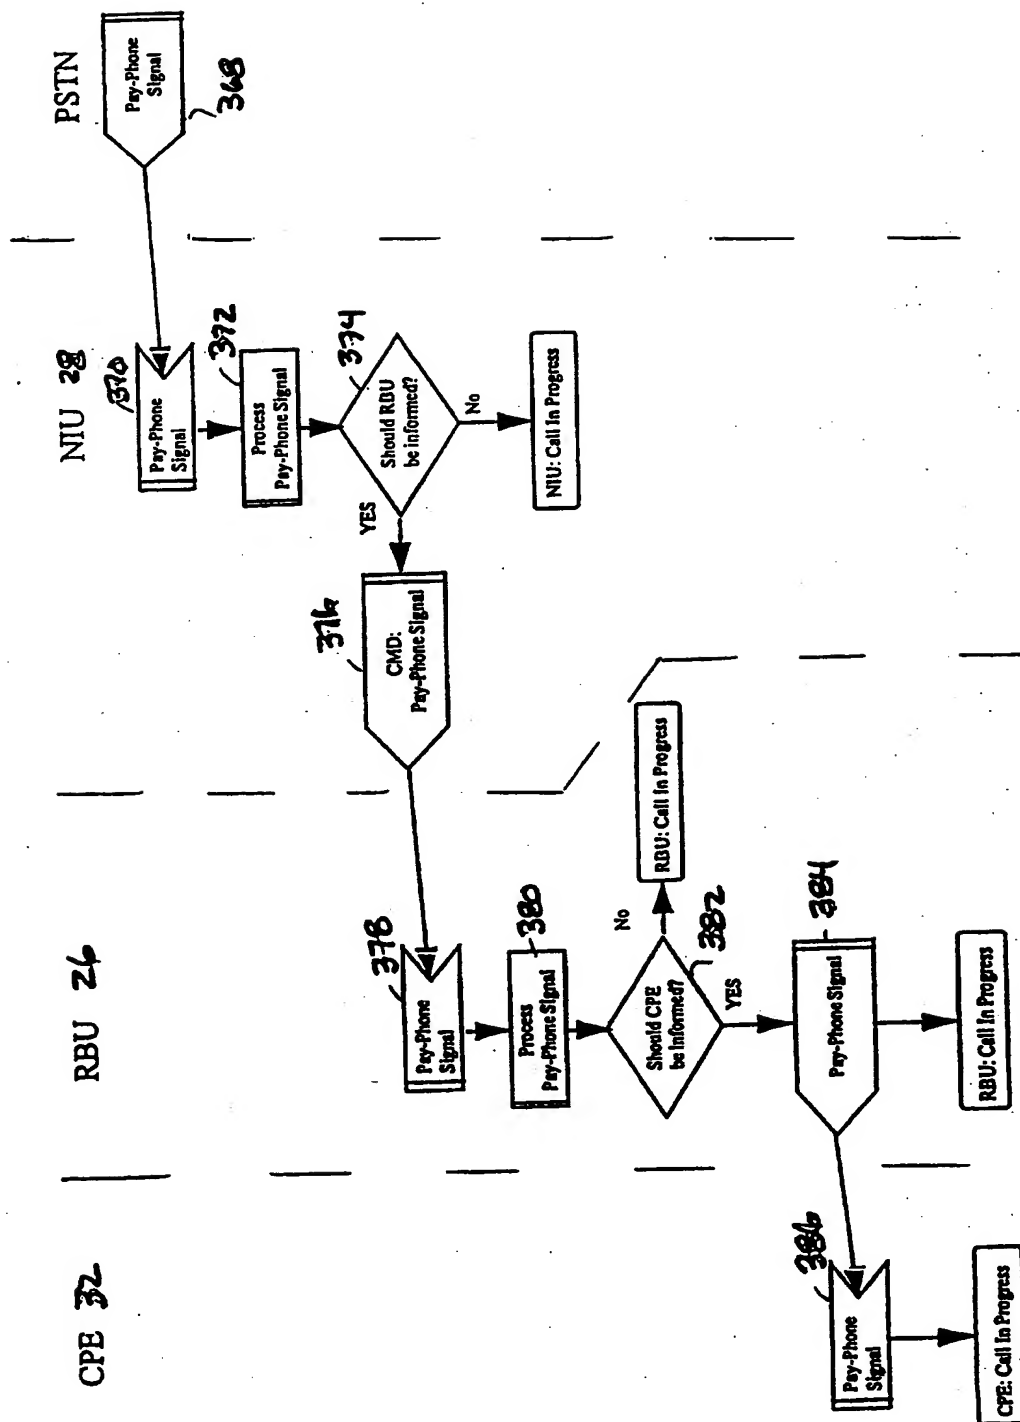 CPE 32
RBU 26
NIU 28
PSTN
Pay-Phone
Signal
368
370
Pay-Phone
Signal
372
Process
Pay-Phone Signal
374
Should RBU
be informed?
No
NIU: Call In Progress
YES
376
CMD:
Pay-Phone Signal
378
Pay-Phone
Signal
380
Process
Pay-Phone Signal
382
Should CPE
be informed?
No
RBU: Call In Progress
YES
384
Pay-Phone Signal
RBU: Call In Progress
386
Pay-Phone
Signal
CPE: Call In Progress